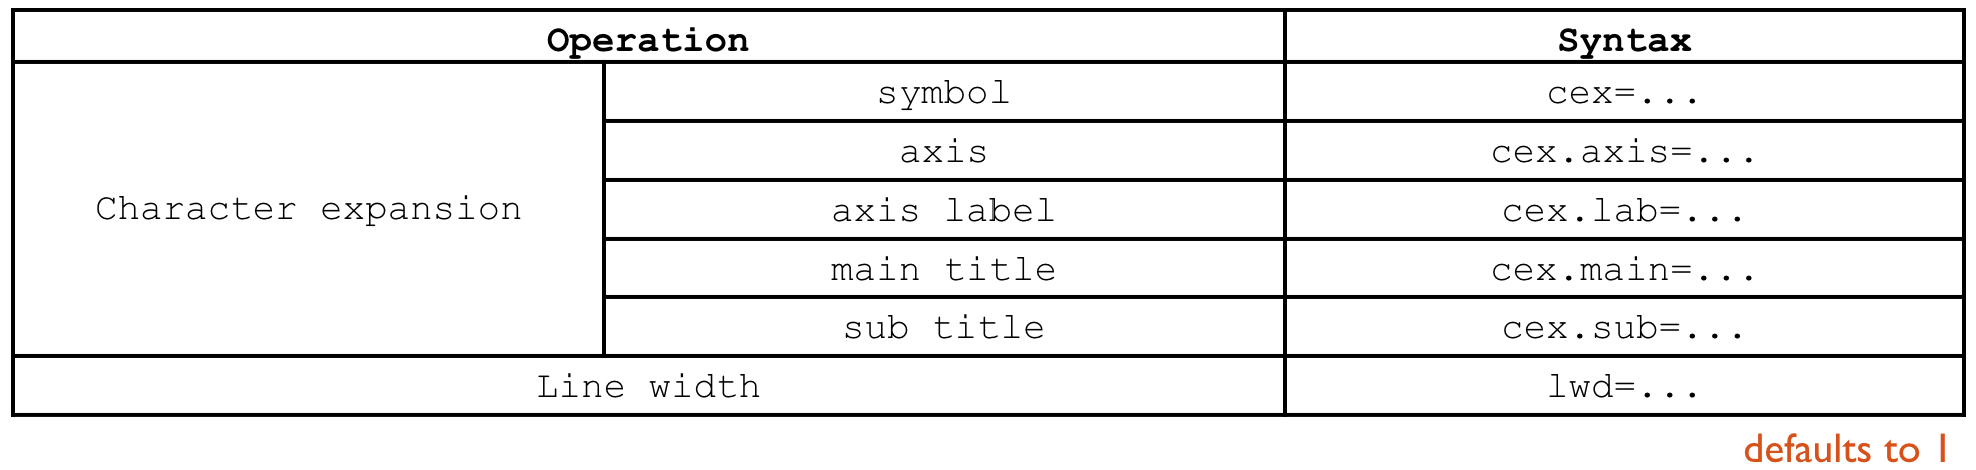 Operation Syntax
symbol cex=...
axis cex.axis=...
Character expansion axis label cex.lab=...
main title cex.main=...
sub title cex.sub=...
Line width lwd=...
defaults to 1